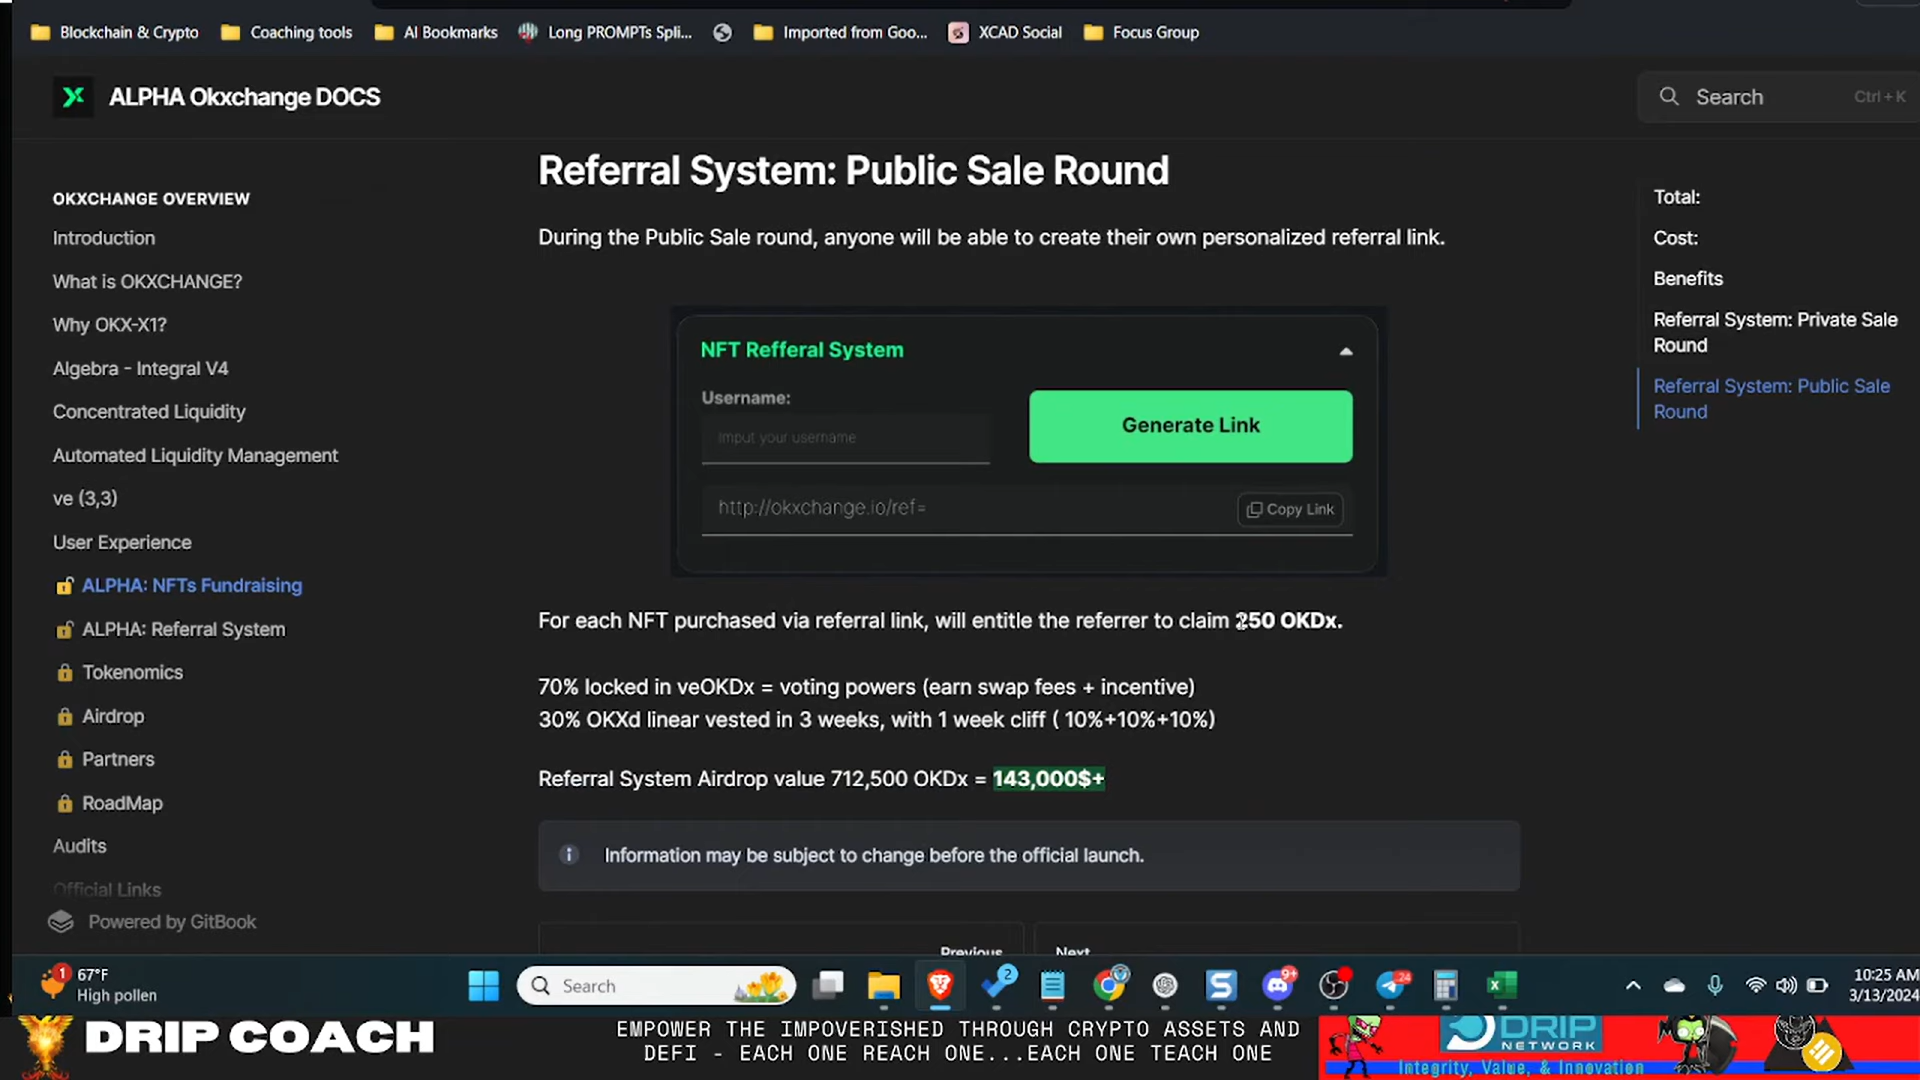 Blockchain & Crypto Coaching tools AI Bookmarks Long PROMPTs Spli... Imported from Goo... XCAD Social Focus Group
ALPHA Okxchange DOCS
Search Ctrl + K
OKXCHANGE OVERVIEW
Introduction
What is OKXCHANGE?
Why OKX-X1?
Algebra - Integral V4
Concentrated Liquidity
Automated Liquidity Management
ve (3,3)
User Experience
ALPHA: NFTs Fundraising
ALPHA: Referral System
Tokenomics
Airdrop
Partners
RoadMap
Audits
Official Links
Powered by GitBook
Referral System: Public Sale Round
During the Public Sale round, anyone will be able to create their own personalized referral link.
NFT Refferal System
Username:
Imput your username
Generate Link
http://okxchange.io/ref=
Copy Link
For each NFT purchased via referral link, will entitle the referrer to claim 250 OKDx.
70% locked in veOKDx = voting powers (earn swap fees + incentive)
30% OKXd linear vested in 3 weeks, with 1 week cliff ( 10%+10%+10%)
Referral System Airdrop value 712,500 OKDx = 143,000$+
Information may be subject to change before the official launch.
Previous
Next
Total:
Cost:
Benefits
Referral System: Private Sale
Round
Referral System: Public Sale
Round
1
67°F
High pollen
Search
2
9+
24
10:25 AM
3/13/2024
DRIP COACH
EMPOWER THE IMPOVERISHED THROUGH CRYPTO ASSETS AND
DEFI - EACH ONE REACH ONE...EACH ONE TEACH ONE
DRIP
NETWORK
Integrity, Value, & Innovation